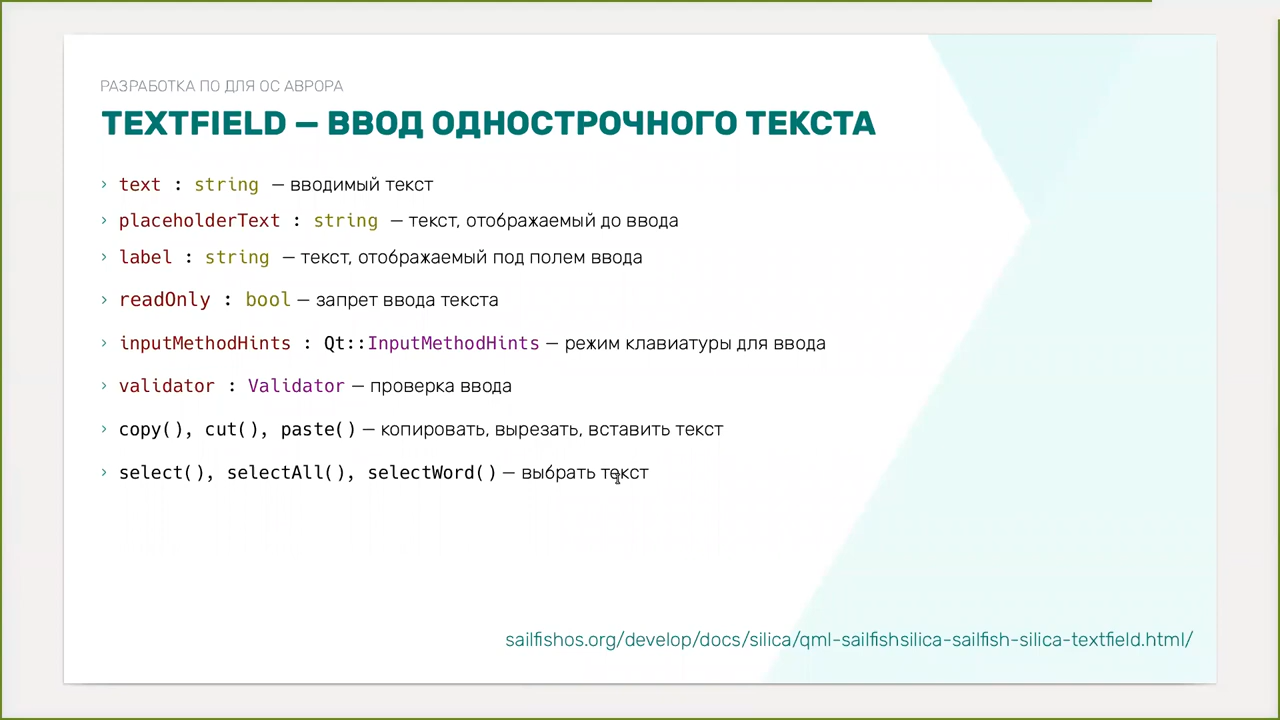 РАЗРАБОТКА ПО ДЛЯ ОС АВРОРА
TEXTFIELD — ВВОД ОДНОСТРОЧНОГО ТЕКСТА
› text : string — вводимый текст
› placeholderText : string — текст, отображаемый до ввода
› label : string — текст, отображаемый под полем ввода
› readOnly : bool — запрет ввода текста
› inputMethodHints : Qt::InputMethodHints — режим клавиатуры для ввода
› validator : Validator — проверка ввода
› copy(), cut(), paste() — копировать, вырезать, вставить текст
› select(), selectAll(), selectWord() — выбрать текст
sailfishos.org/develop/docs/silica/qml-sailfishsilica-sailfish-silica-textfield.html/